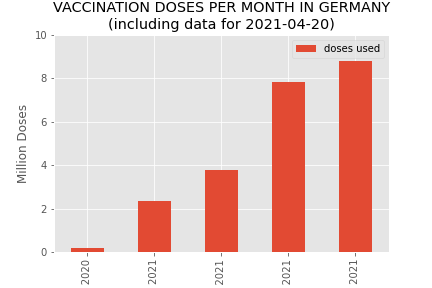 VACCINATION DOSES PER MONTH IN GERMANY
(including data for 2021-04-20)
10
8
6
4
2
0
Million Doses
doses used
2020
2021
2021
2021
2021